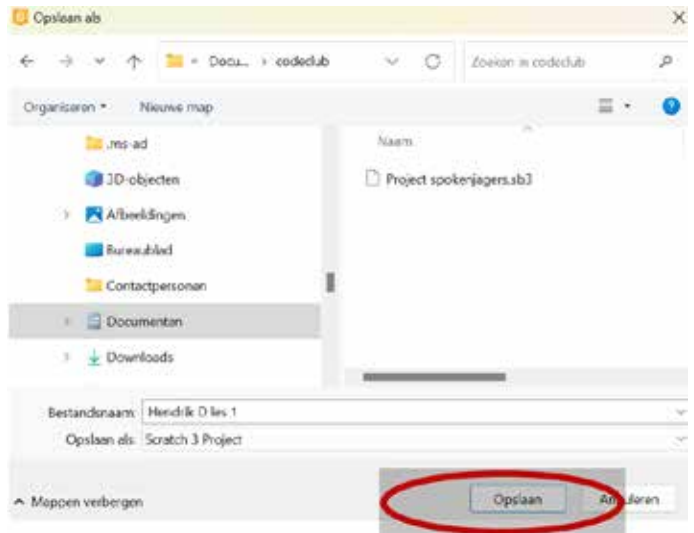 Opslaan als
Docu... › codeclub
Zoeken in codeclub
Organiseren
Nieuwe map
Naam
.ms-ad
3D-objecten
Project spokenjagers.sb3
Afbeeldingen
Bureaublad
Contactpersonen
Documenten
Downloads
Bestandsnaam: Hendrik D les 1
Opslaan als: Scratch 3 Project
Mappen verbergen
Opslaan
Annuleren